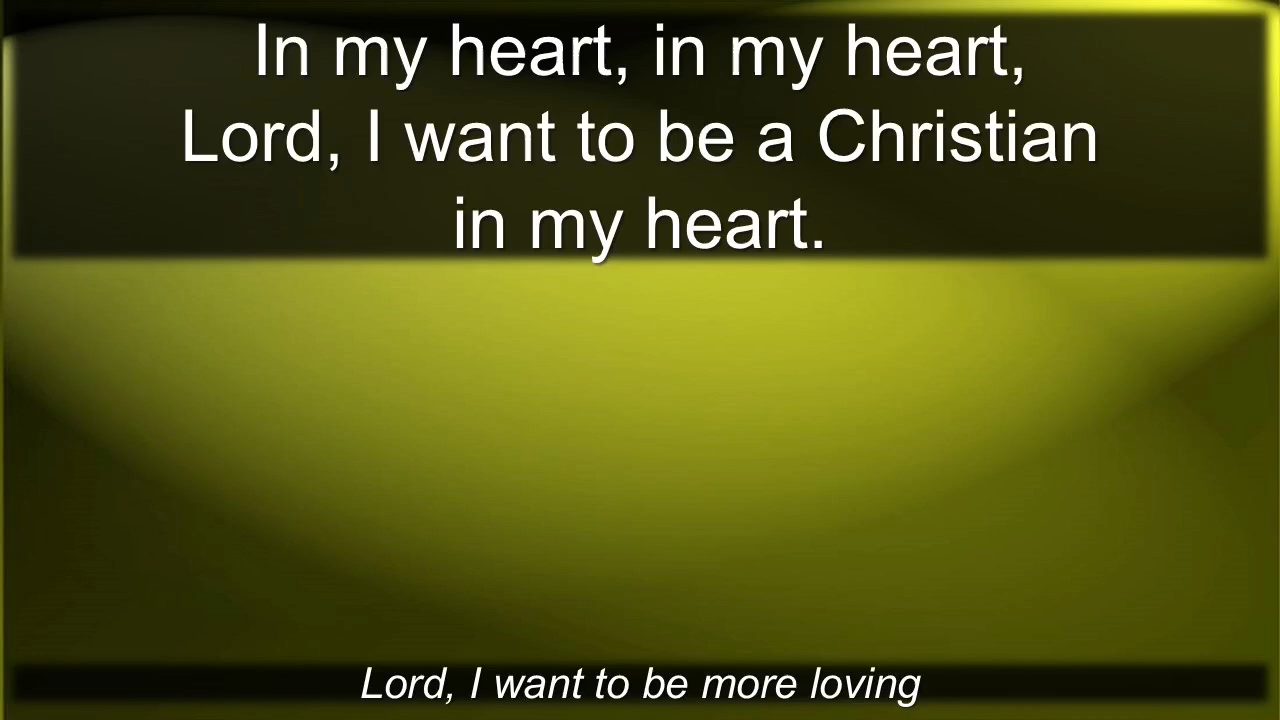 In my heart, in my heart,
Lord, I want to be a Christian
in my heart.
Lord, I want to be more loving